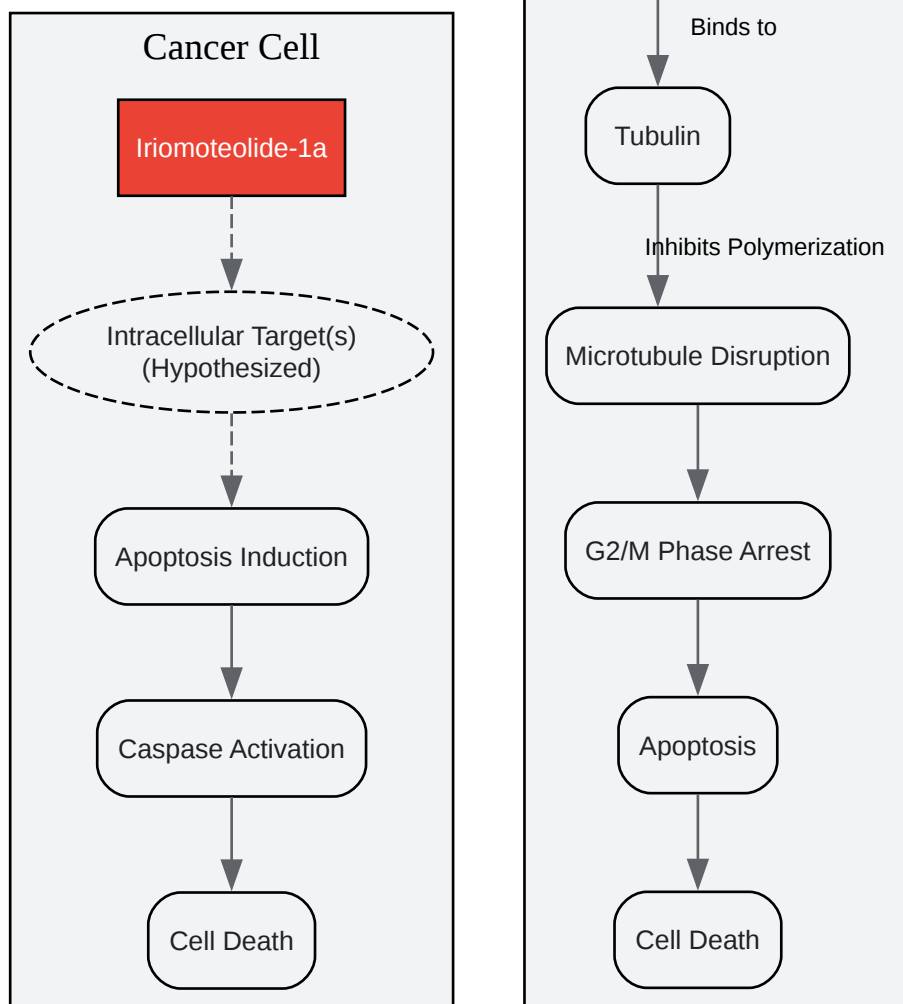 Cancer Cell
Iriomoteolide-1a
Intracellular Target(s)
(Hypothesized)
Apoptosis Induction
Caspase Activation
Cell Death
Binds to
Tubulin
Inhibits Polymerization
Microtubule Disruption
G2/M Phase Arrest
Apoptosis
Cell Death